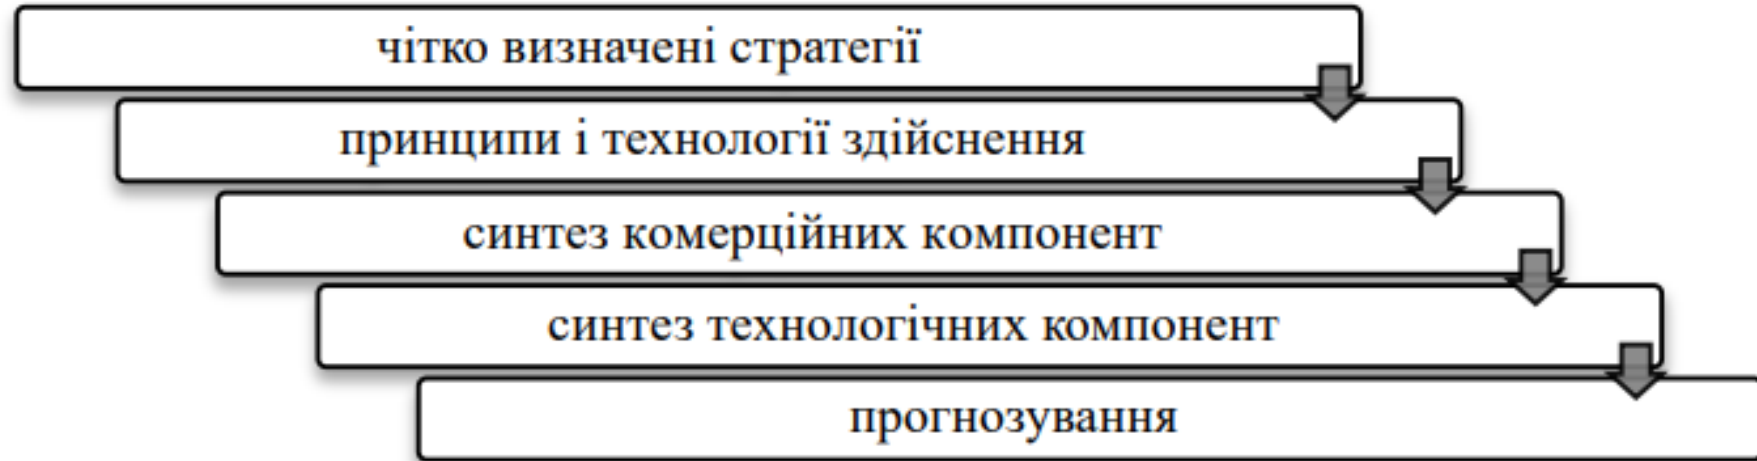 чітко визначені стратегії
принципи і технології здійснення
синтез комерційних компонент
синтез технологічних компонент
прогнозування